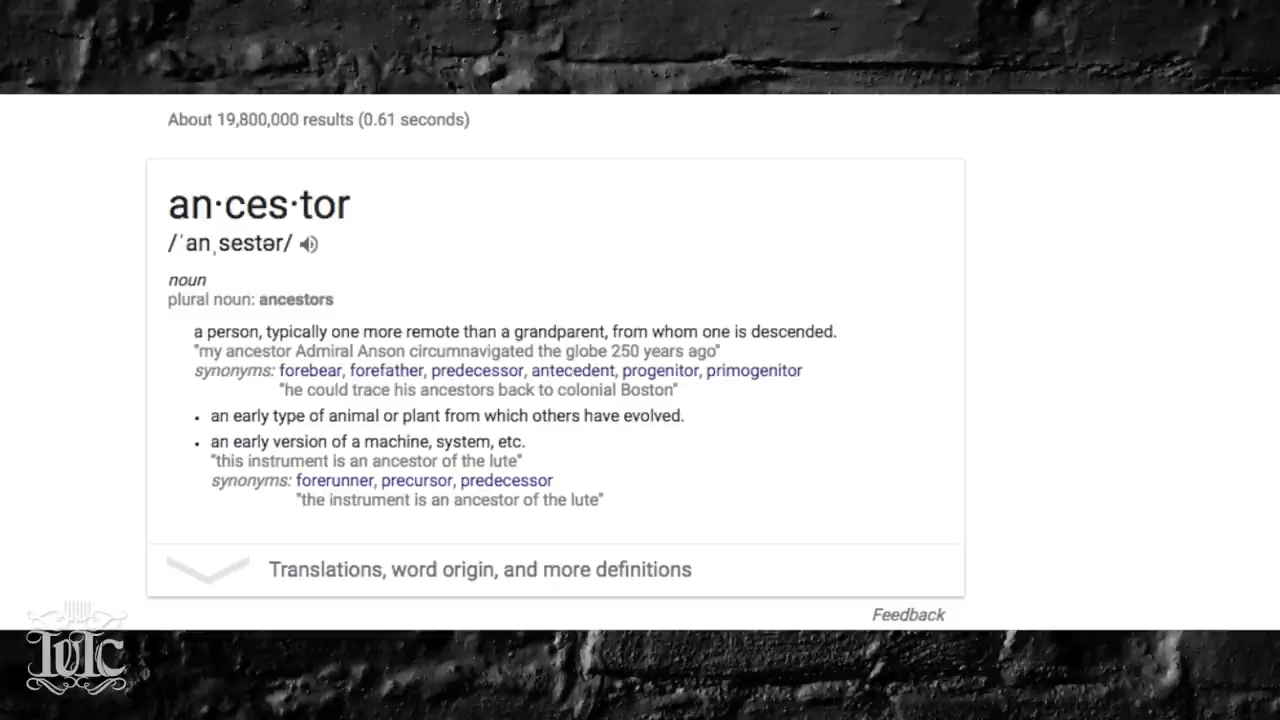 About 19,800,000 results (0.61 seconds)
an·ces·tor
/ˈanˌsestər/
noun
plural noun: ancestors
a person, typically one more remote than a grandparent, from whom one is descended.
"my ancestor Admiral Anson circumnavigated the globe 250 years ago"
synonyms: forebear, forefather, predecessor, antecedent, progenitor, primogenitor
"he could trace his ancestors back to colonial Boston"
• an early type of animal or plant from which others have evolved.
• an early version of a machine, system, etc.
"this instrument is an ancestor of the lute"
synonyms: forerunner, precursor, predecessor
"the instrument is an ancestor of the lute"
Translations, word origin, and more definitions
Feedback
IUIC